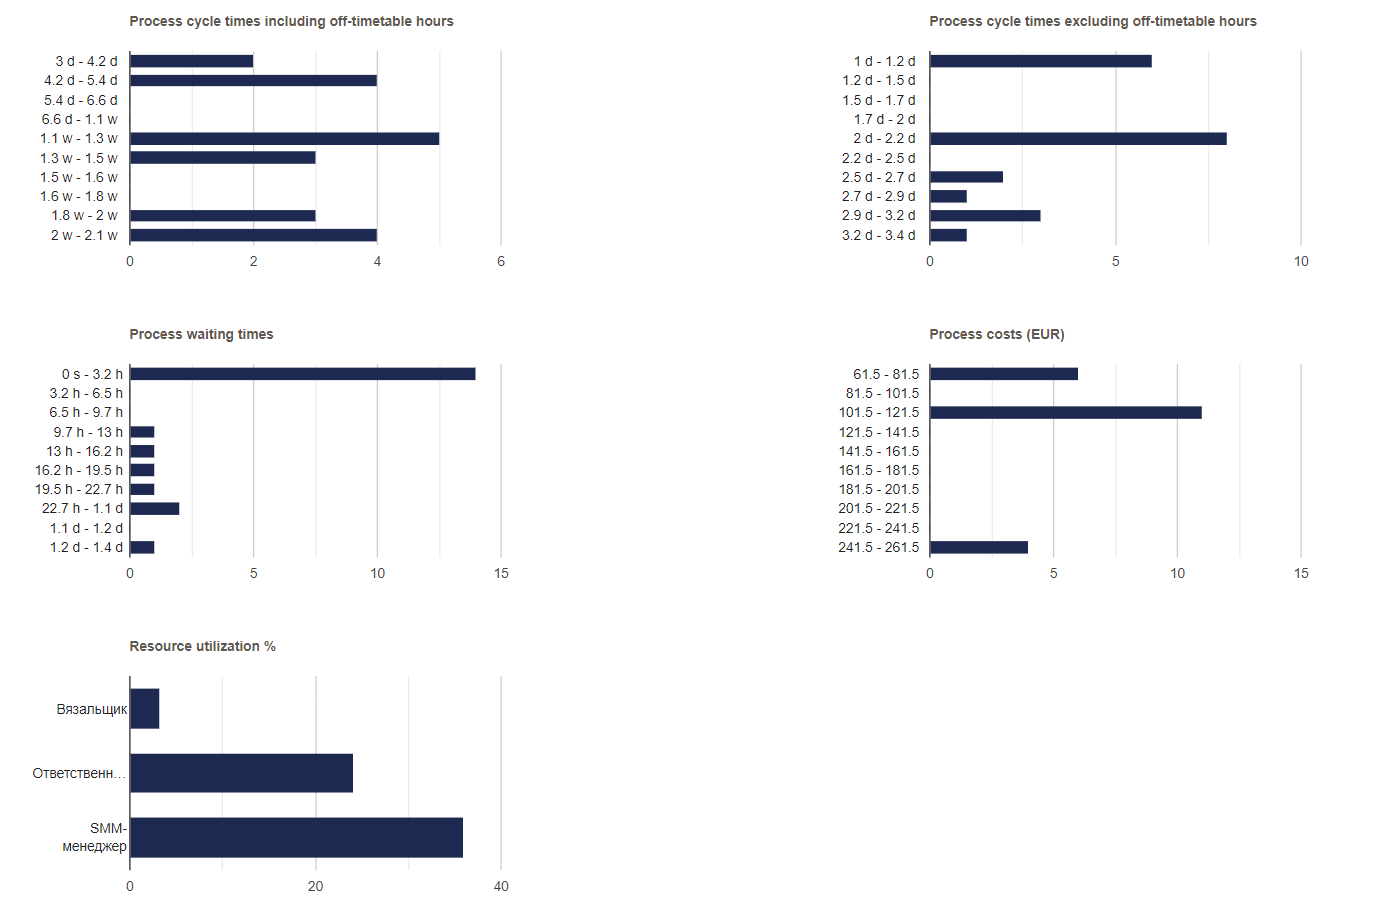 Process cycle times including off-timetable hours
3 d - 4.2 d
4.2 d - 5.4 d
5.4 d - 6.6 d
6.6 d - 1.1 w
1.1 w - 1.3 w
1.3 w - 1.5 w
1.5 w - 1.6 w
1.6 w - 1.8 w
1.8 w - 2 w
2 w - 2.1 w
0 2 4 6
Process cycle times excluding off-timetable hours
1 d - 1.2 d
1.2 d - 1.5 d
1.5 d - 1.7 d
1.7 d - 2 d
2 d - 2.2 d
2.2 d - 2.5 d
2.5 d - 2.7 d
2.7 d - 2.9 d
2.9 d - 3.2 d
3.2 d - 3.4 d
0 5 10
Process waiting times
0 s - 3.2 h
3.2 h - 6.5 h
6.5 h - 9.7 h
9.7 h - 13 h
13 h - 16.2 h
16.2 h - 19.5 h
19.5 h - 22.7 h
22.7 h - 1.1 d
1.1 d - 1.2 d
1.2 d - 1.4 d
0 5 10 15
Process costs (EUR)
61.5 - 81.5
81.5 - 101.5
101.5 - 121.5
121.5 - 141.5
141.5 - 161.5
161.5 - 181.5
181.5 - 201.5
201.5 - 221.5
221.5 - 241.5
241.5 - 261.5
0 5 10 15
Resource utilization %
Вязальщик
Ответственн…
SMM-
менеджер
0 20 40